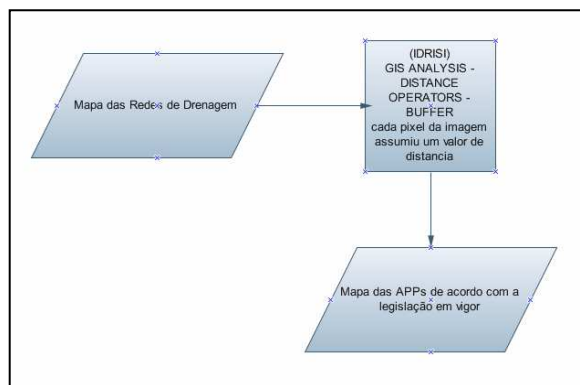 Mapa das Redes de Drenagem
(IDRISI)
GIS ANALYSIS -
DISTANCE
OPERATORS -
BUFFER
cada pixel da imagem
assumiu um valor de
distancia
Mapa das APPs de acordo com a
legislação em vigor